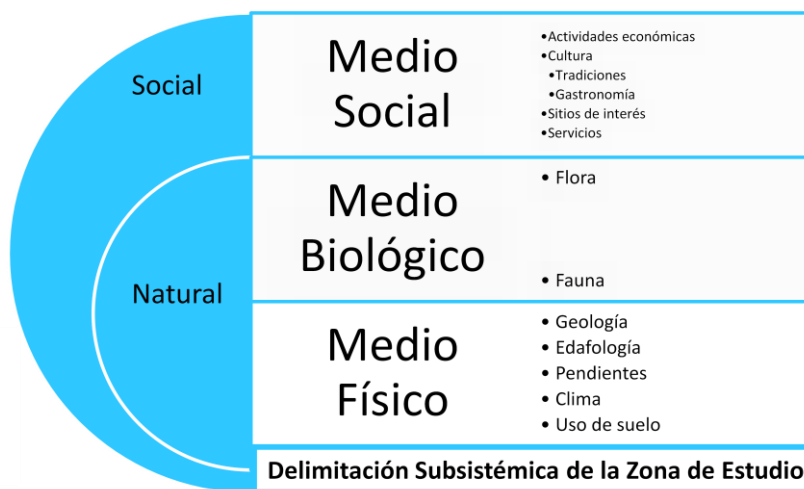 Social
Medio
Social
•Actividades económicas
•Cultura
•Tradiciones
•Gastronomía
•Sitios de interés
•Servicios
Natural
Medio
Biológico
• Flora
• Fauna
Medio
Físico
• Geología
• Edafología
• Pendientes
• Clima
• Uso de suelo
Delimitación Subsistémica de la Zona de Estudio